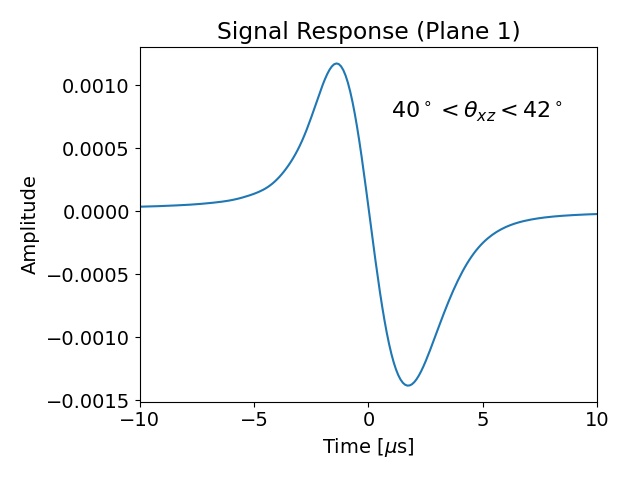 Signal Response (Plane 1)
40° < θxz < 42°
Amplitude
0.0010
0.0005
0.0000
−0.0005
−0.0010
−0.0015
−10
−5
0
5
10
Time [μs]